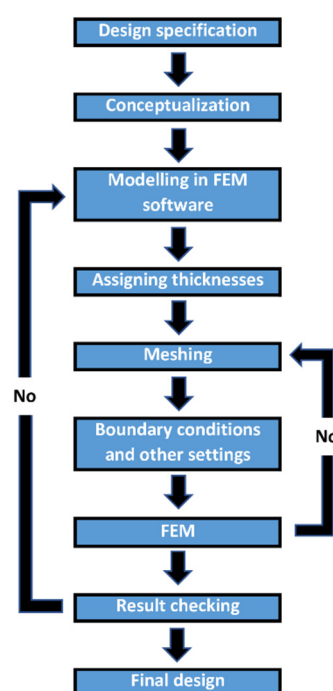 Design specification
Conceptualization
Modelling in FEM
software
Assigning thicknesses
Meshing
No
Boundary conditions
and other settings
No
FEM
Result checking
Final design